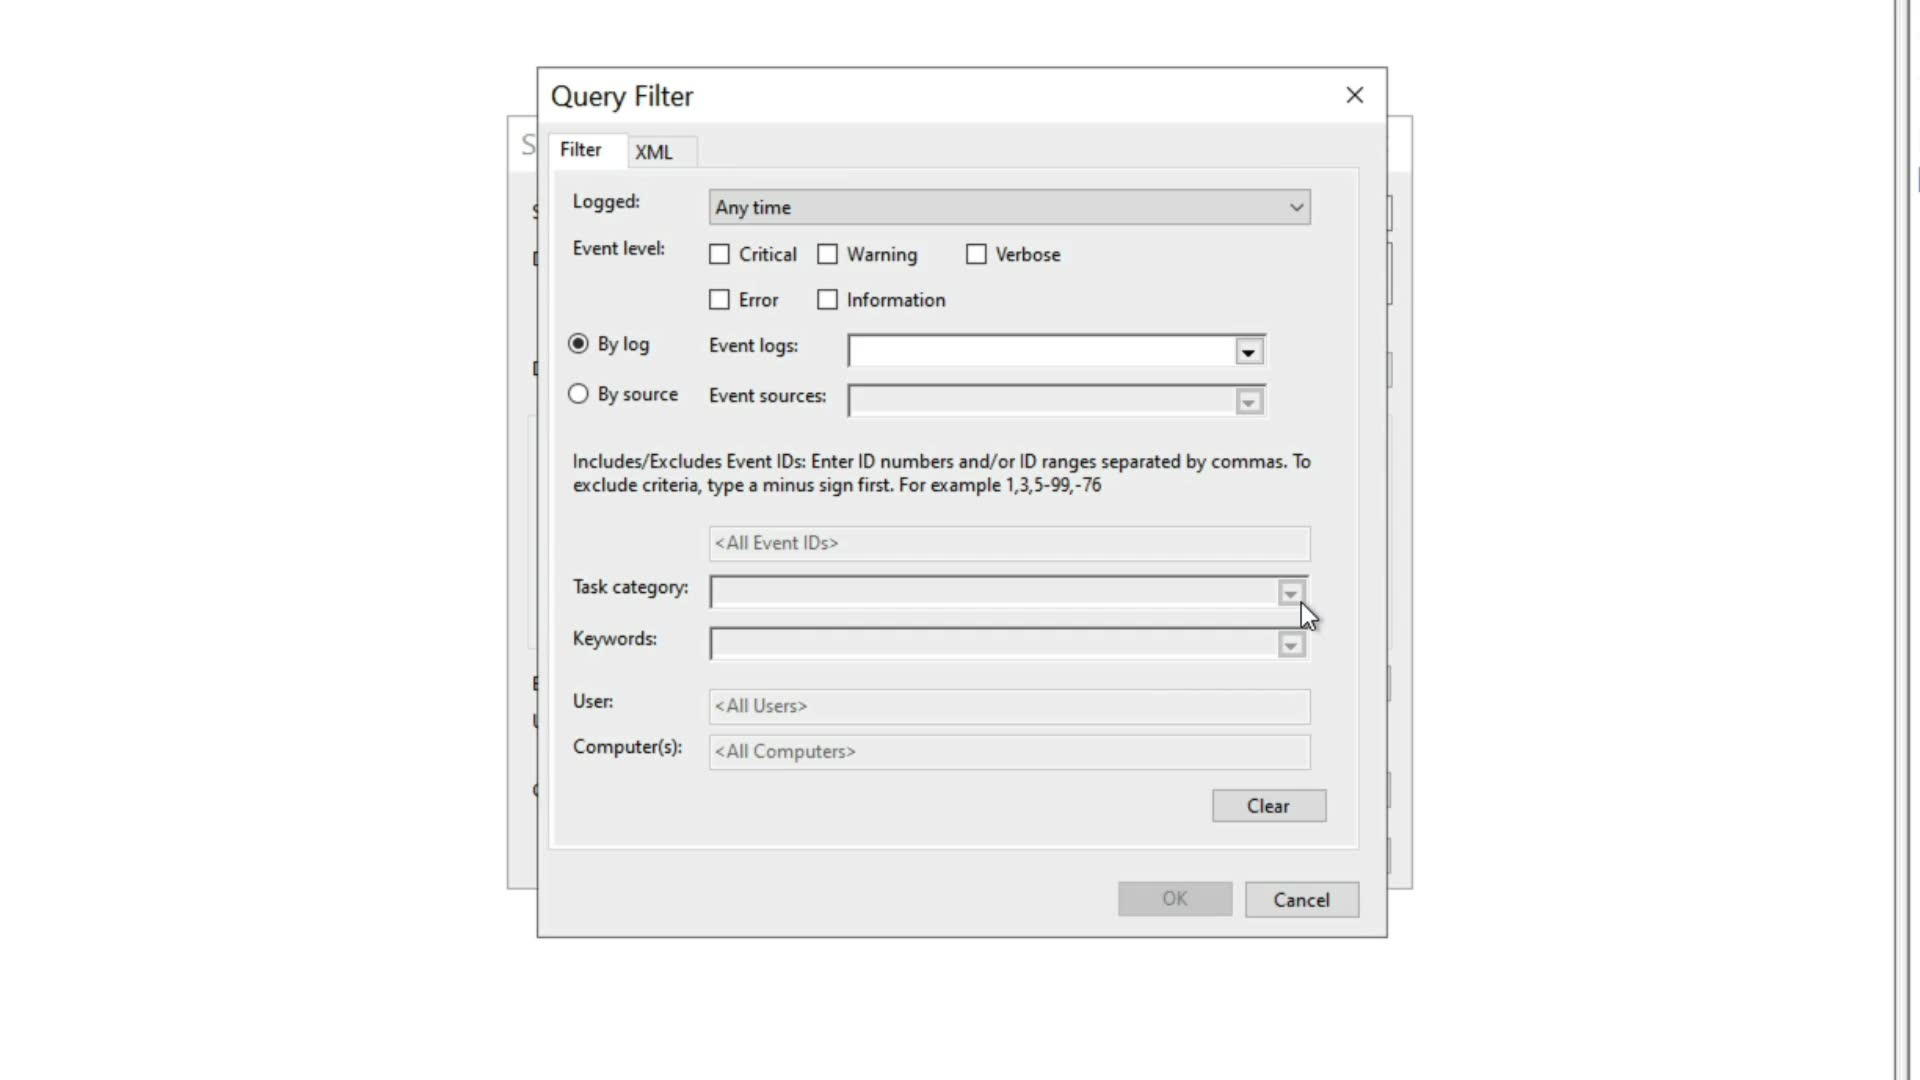 Query Filter
Filter
XML
Logged:
Any time
Event level:
Critical
Warning
Verbose
Error
Information
By log
Event logs:
By source
Event sources:
Includes/Excludes Event IDs: Enter ID numbers and/or ID ranges separated by commas. To
exclude criteria, type a minus sign first. For example 1,3,5-99,-76
<All Event IDs>
Task category:
Keywords:
User:
<All Users>
Computer(s):
<All Computers>
Clear
OK
Cancel